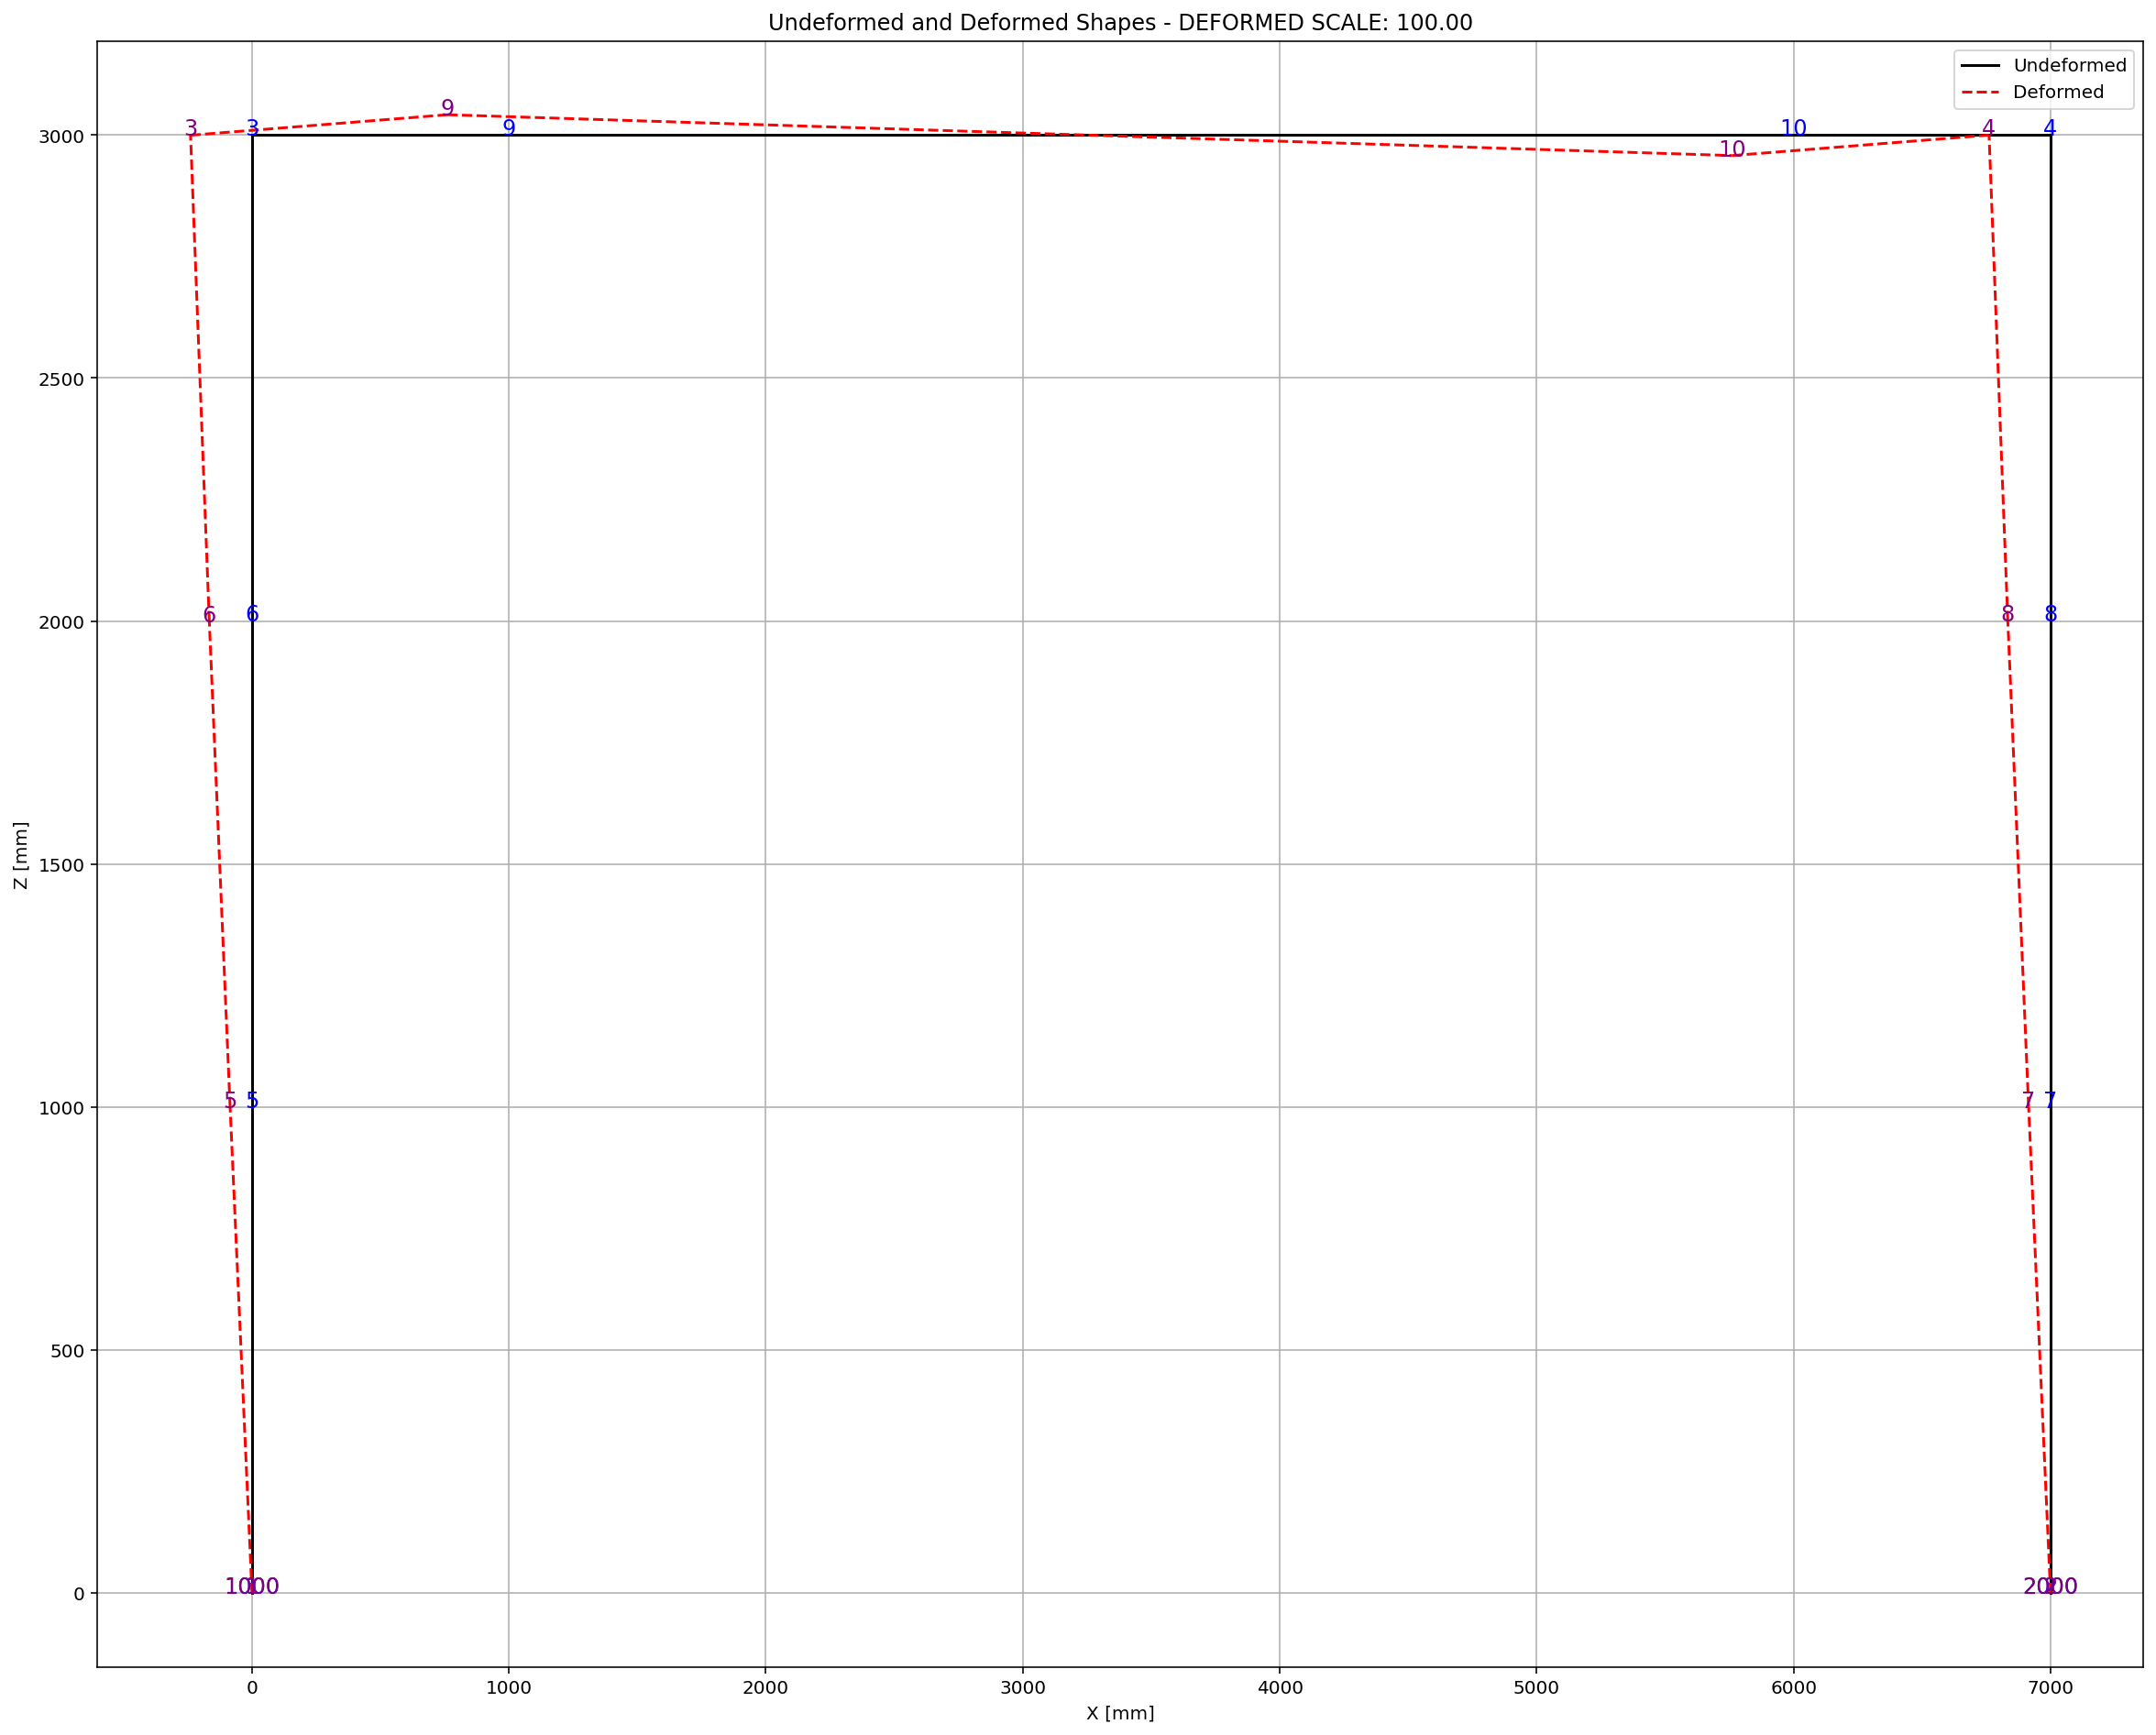 Undeformed and Deformed Shapes - DEFORMED SCALE: 100.00
Undeformed
Deformed
9
3 3 9 10 4 4
10
3000
2500
6 6 8 8
2000
1500
5 5 7 7
1000
500
1000 2000
0
0 1000 2000 3000 4000 5000 6000 7000
X [mm]
Z [mm]